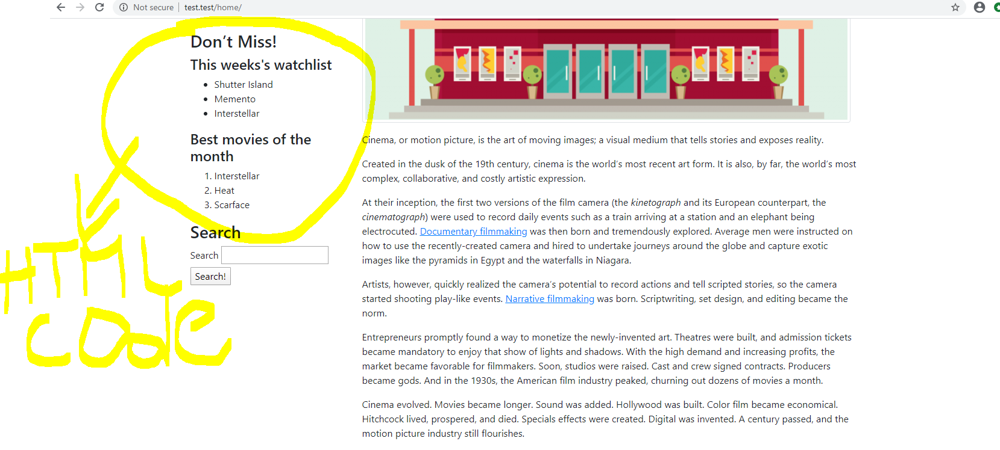 Not secure | test.test/home/
Don’t Miss!
This weeks's watchlist
• Shutter Island
• Memento
• Interstellar
Best movies of the
month
1. Interstellar
2. Heat
3. Scarface
Search
Search
Search!
HTML
code
Cinema, or motion picture, is the art of moving images; a visual medium that tells stories and exposes reality.
Created in the dusk of the 19th century, cinema is the world’s most recent art form. It is also, by far, the world’s most
complex, collaborative, and costly artistic expression.
At their inception, the first two versions of the film camera (the kinetograph and its European counterpart, the
cinematograph) were used to record daily events such as a train arriving at a station and an elephant being
electrocuted. Documentary filmmaking was then born and tremendously explored. Average men were instructed on
how to use the recently-created camera and hired to undertake journeys around the globe and capture exotic
images like the pyramids in Egypt and the waterfalls in Niagara.
Artists, however, quickly realized the camera’s potential to record actions and tell scripted stories, so the camera
started shooting play-like events. Narrative filmmaking was born. Scriptwriting, set design, and editing became the
norm.
Entrepreneurs promptly found a way to monetize the newly-invented art. Theatres were built, and admission tickets
became mandatory to enjoy that show of lights and shadows. With the high demand and increasing profits, the
market became favorable for filmmakers. Soon, studios were raised. Cast and crew signed contracts. Producers
became gods. And in the 1930s, the American film industry peaked, churning out dozens of movies a month.
Cinema evolved. Movies became longer. Sound was added. Hollywood was built. Color film became economical.
Hitchcock lived, prospered, and died. Specials effects were created. Digital was invented. A century passed, and the
motion picture industry still flourishes.